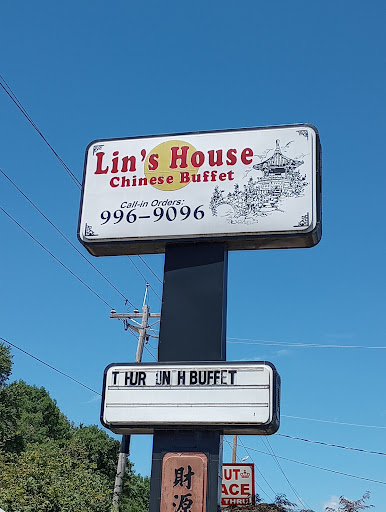 Lin's House
Chinese Buffet
Call-in Orders:
996-9096
T HUR UN H BUFFET
財源
UT
ACE
THRU